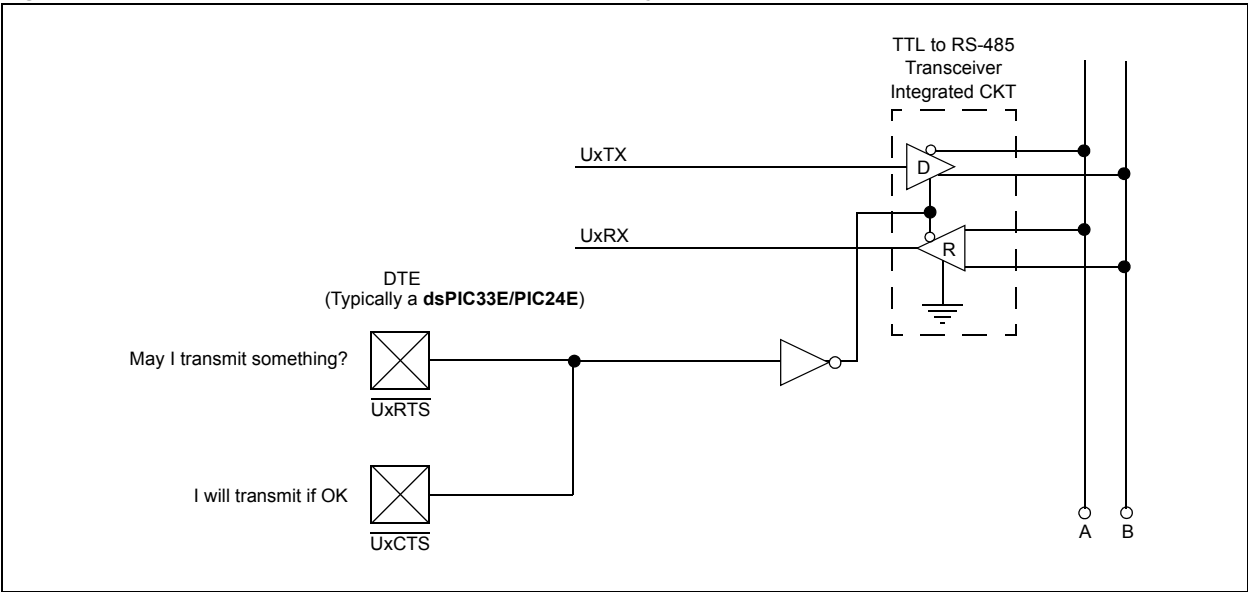 TTL to RS-485
Transceiver
Integrated CKT
UxTX
D
UxRX
R
DTE
(Typically a dsPIC33E/PIC24E)
May I transmit something?
UxRTS
I will transmit if OK
UxCTS
A B